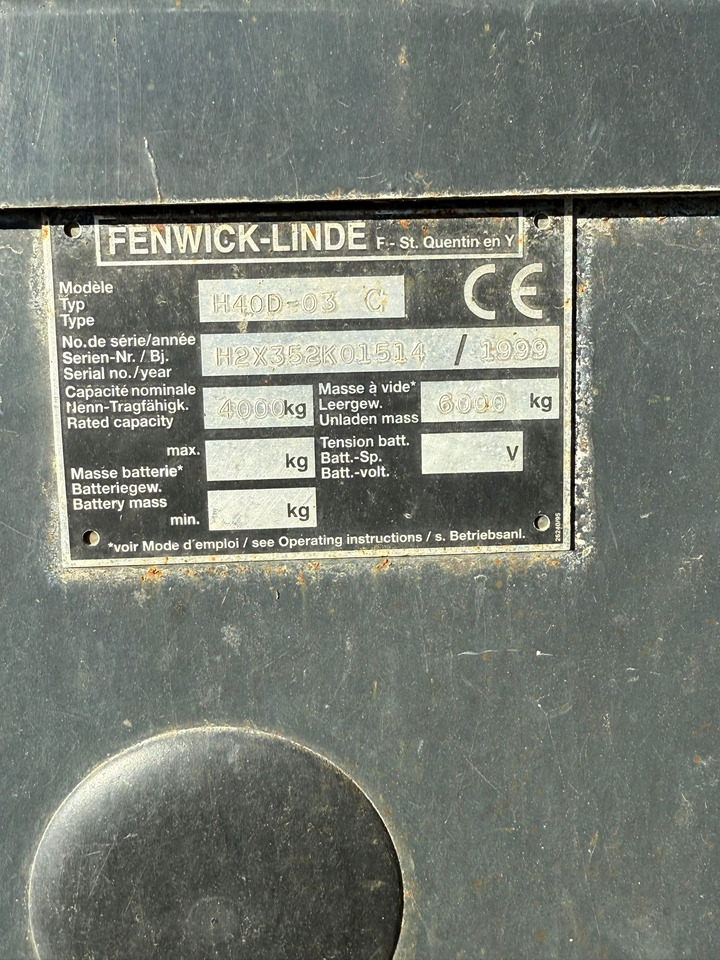 FENWICK-LINDE F - St. Quentin en Y
CE
Modèle
Typ
Type
H40D-03 C
No.de série/année
Serien-Nr. / Bj.
Serial no./year
H2X352K01514 / 1999
Capacité nominale
Nenn-Tragfähigk.
Rated capacity
4000 kg
Masse à vide*
Leergew.
Unladen mass
6090 kg
max.
kg
Masse batterie*
Batteriegew.
Battery mass
min.
kg
Tension batt.
Batt.-Sp.
Batt.-volt.
V
*voir Mode d'emploi / see Operating instructions / s. Betriebsanl.